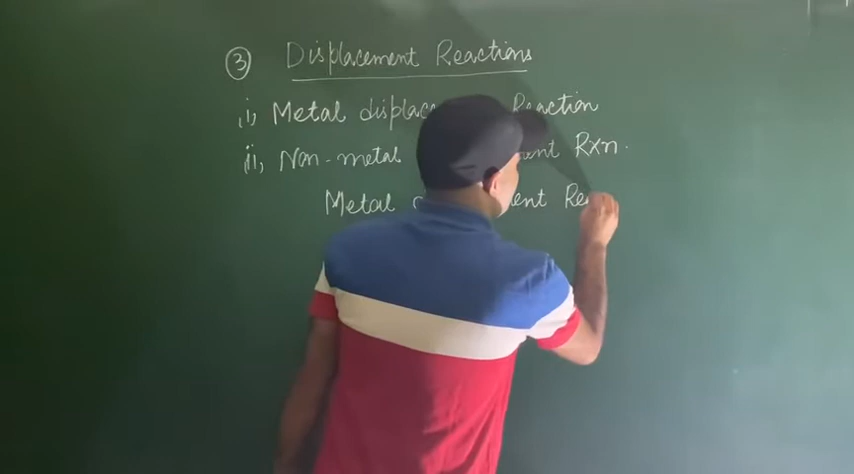 ③ Displacement Reactions
i, Metal displac Reaction
ii, Non-metal ent Rxn.
Metal ent Re